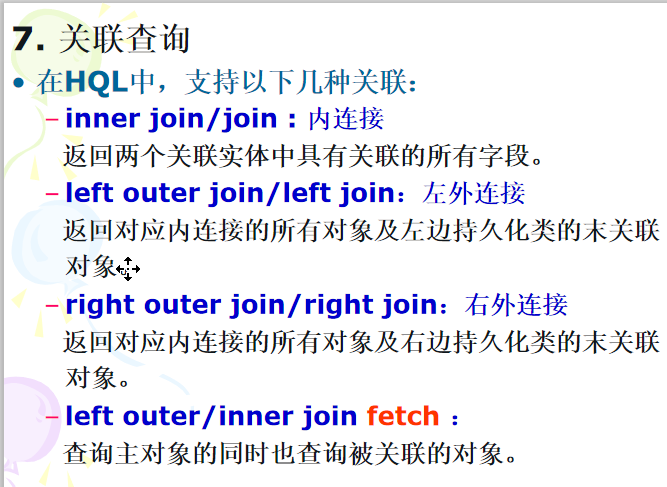 7. 关联查询
• 在HQL中，支持以下几种关联：
– inner join/join：内连接
返回两个关联实体中具有关联的所有字段。
– left outer join/left join：左外连接
返回对应内连接的所有对象及左边持久化类的末关联
对象
– right outer join/right join：右外连接
返回对应内连接的所有对象及右边持久化类的末关联
对象。
– left outer/inner join fetch ：
查询主对象的同时也查询被关联的对象。